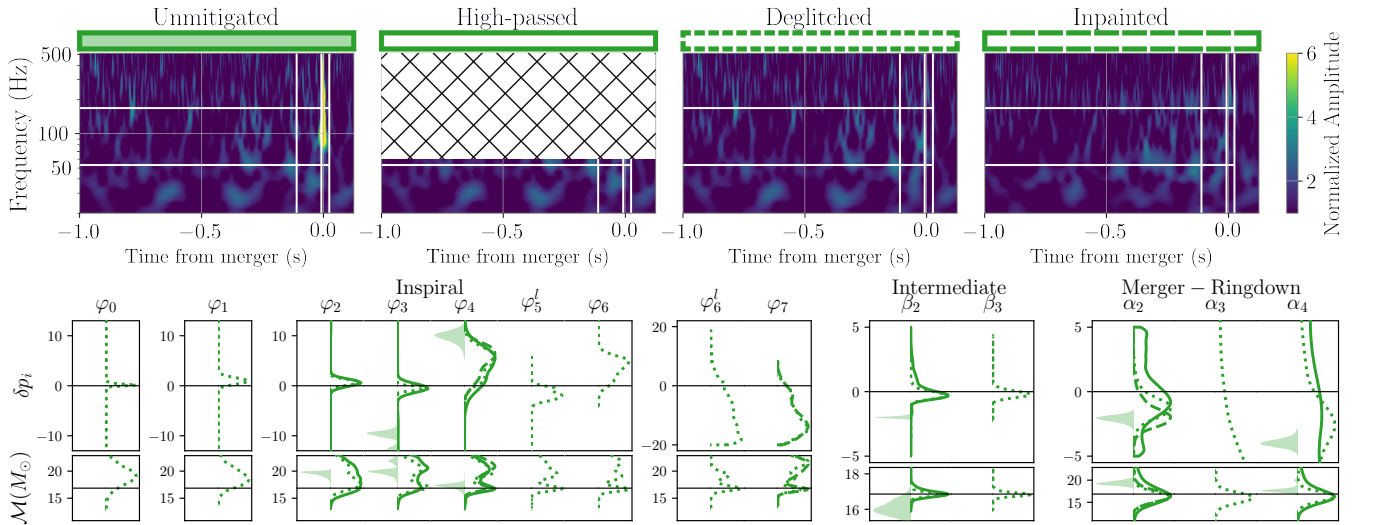 Unmitigated High-passed Deglitched Inpainted
500
100
50
Frequency (Hz)
6
4
2
Normalized Amplitude
−1.0 −0.5 0.0 −1.0 −0.5 0.0 −1.0 −0.5 0.0 −1.0 −0.5 0.0
Time from merger (s) Time from merger (s) Time from merger (s) Time from merger (s)
Inspiral Intermediate Merger − Ringdown
φ₀ φ₁ φ₂ φ₃ φ₄ φ₅ˡ φ₆ φ₆ˡ φ₇ β₂ β₃ α₂ α₃ α₄
δpᵢ
10 10 10 20 5 5
0 0 0 0 0 0
−10 −10 −10 −20 −5 −5
ℳ(M⊙)
20 20 20 20 18 20
15 15 15 15 16 15